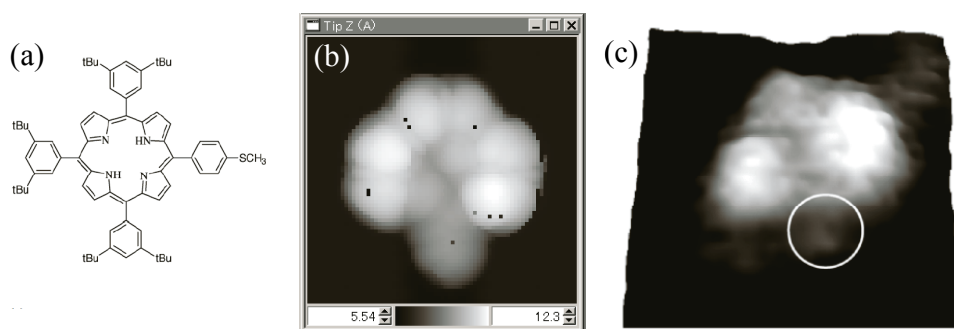 (a)
tBu
tBu
tBu
tBu
tBu
tBu
N
HN
NH
N
SCH3
Tip Z (A)
(b)
5.54
12.3
(c)